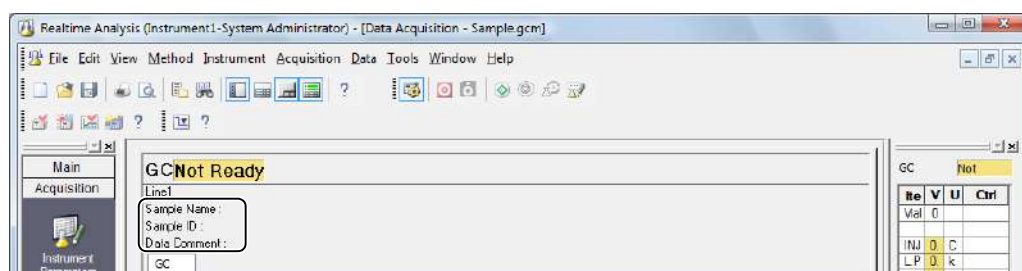 Realtime Analysis (Instrument1-System Administrator) - [Data Acquisition - Sample.gcm]
File Edit View Method Instrument Acquisition Data Tools Window Help
?
? ?
Main
Acquisition
Instrument
GC Not Ready
Line1
Sample Name :
Sample ID :
Data Comment :
GC
GC Not
Ite V U Ctrl
Vial 0
INJ 0. C
LP 0. k